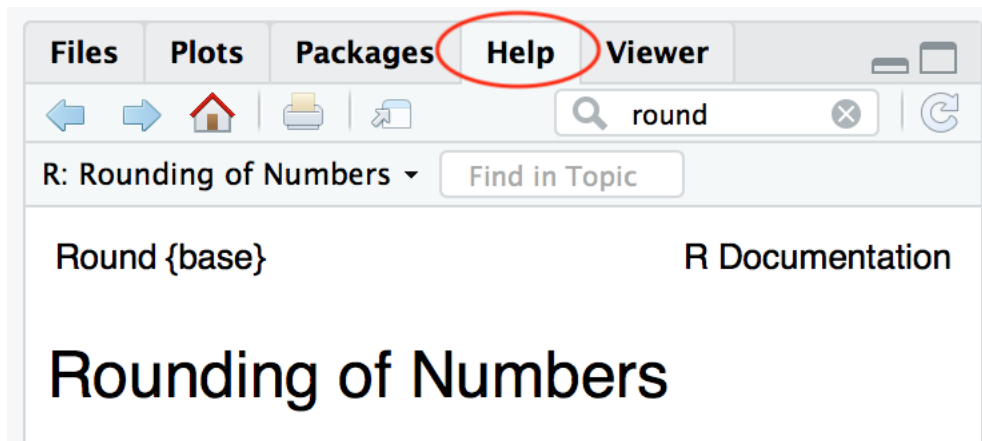 Files Plots Packages Help Viewer
round
R: Rounding of Numbers Find in Topic
Round {base} R Documentation
Rounding of Numbers